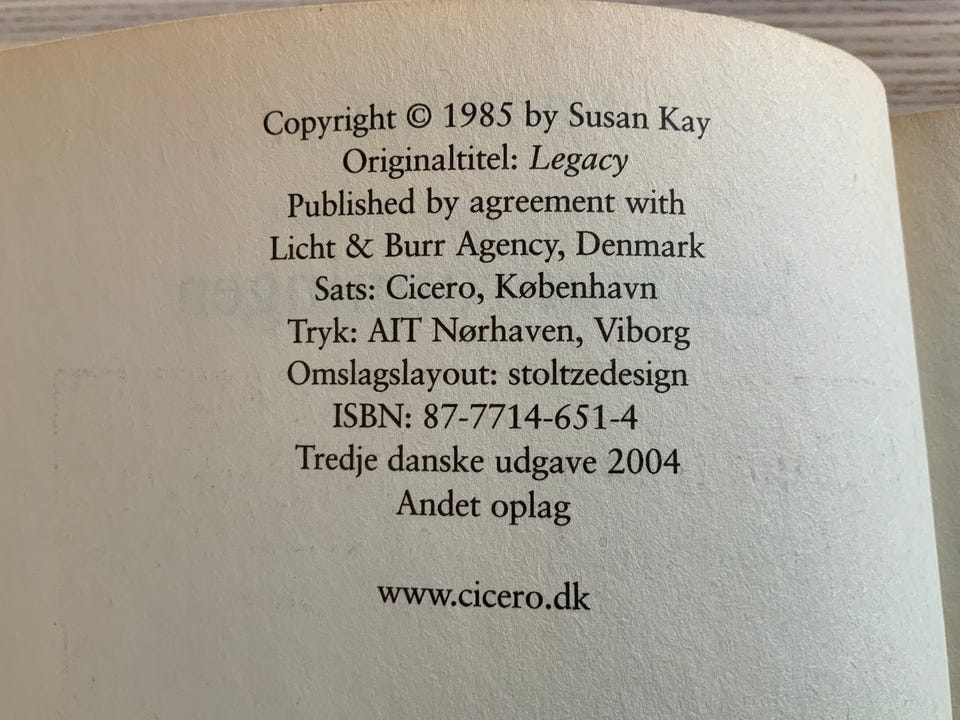 Copyright © 1985 by Susan Kay
Originaltitel: Legacy
Published by agreement with
Licht & Burr Agency, Denmark
Sats: Cicero, København
Tryk: AIT Nørhaven, Viborg
Omslagslayout: stoltzedesign
ISBN: 87-7714-651-4
Tredje danske udgave 2004
Andet oplag
www.cicero.dk